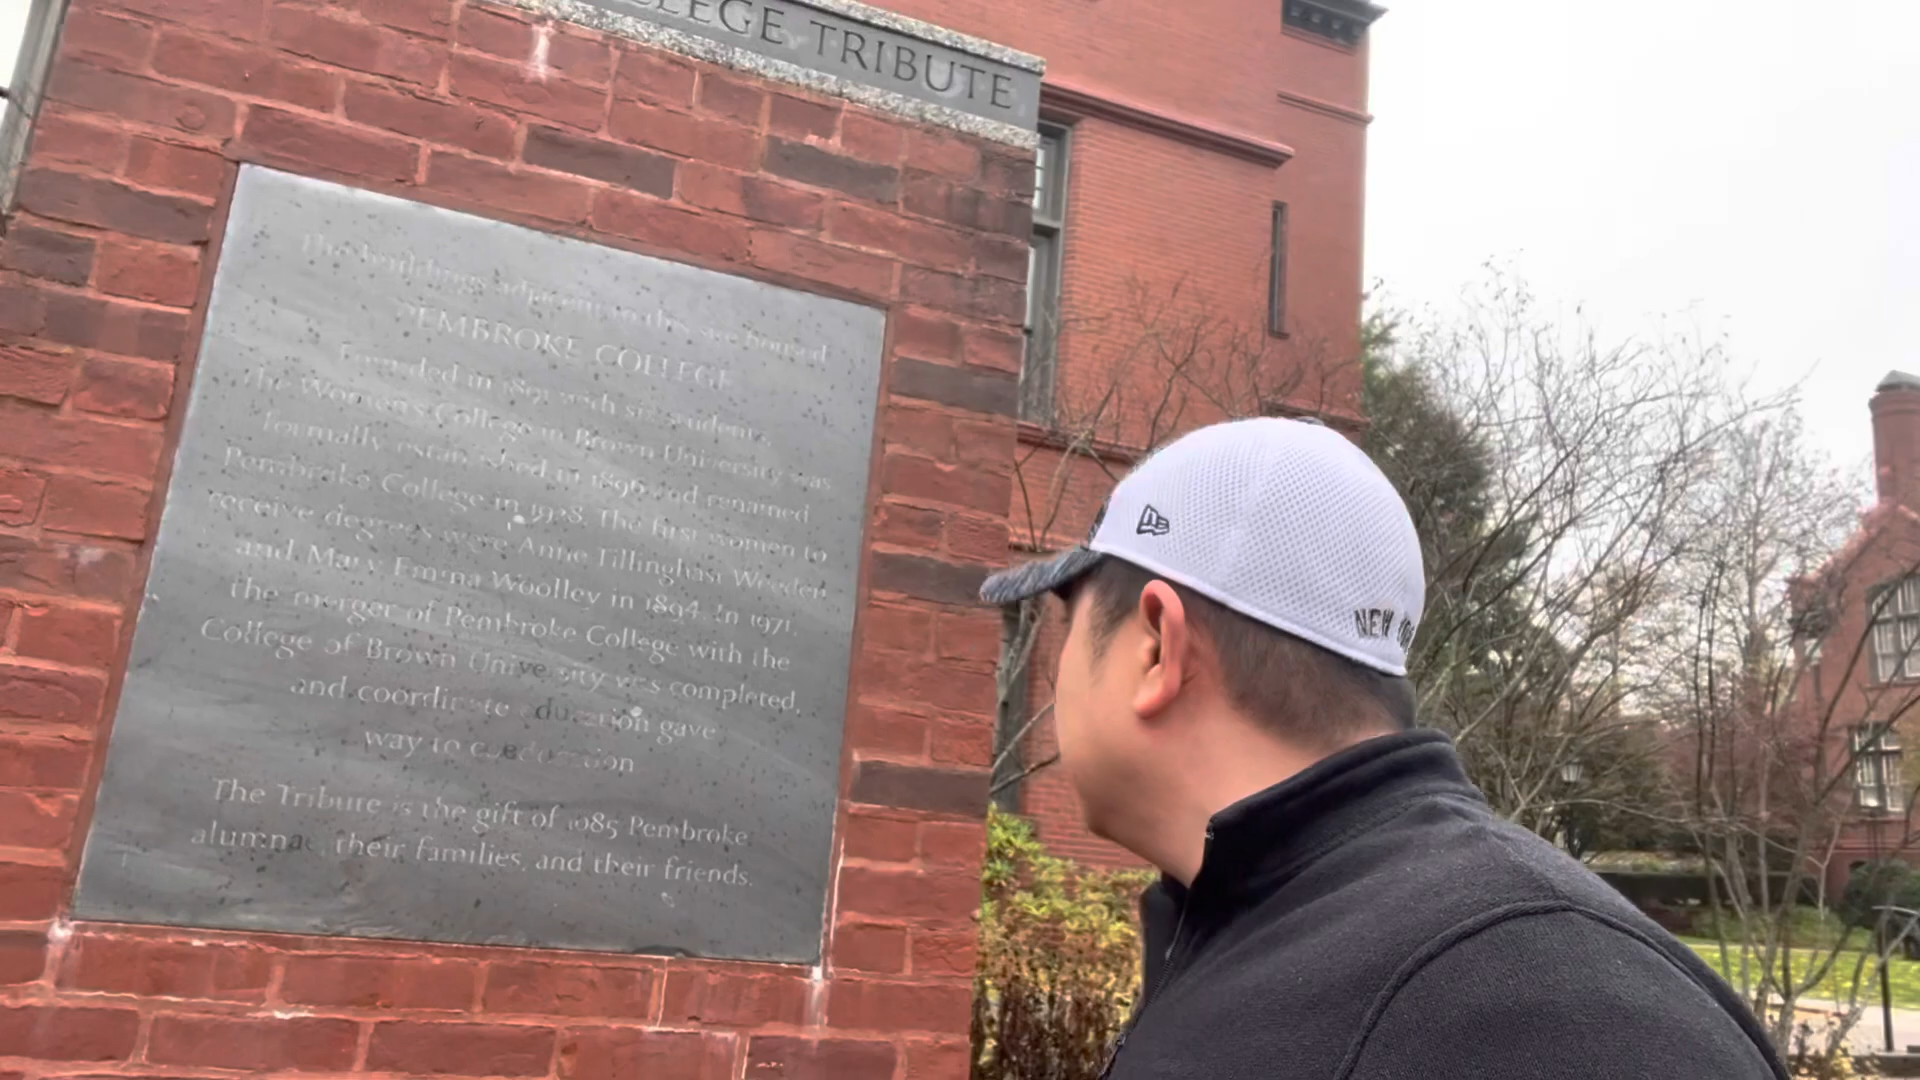 LEGE TRIBUTE
The buildings adjacent to this site housed
PEMBROKE COLLEGE
Founded in 1891 with six students,
the Women's College in Brown University was
formally established in 1896 and renamed
Pembroke College in 1928. The first women to
receive degrees were Anne Tillinghast Weeden
and Mary Emma Woolley in 1894. In 1971,
the merger of Pembroke College with the
College of Brown University was completed,
and coordinate education gave
way to coeducation
The Tribute is the gift of 1085 Pembroke
alumnae, their families, and their friends.
NE
NEW